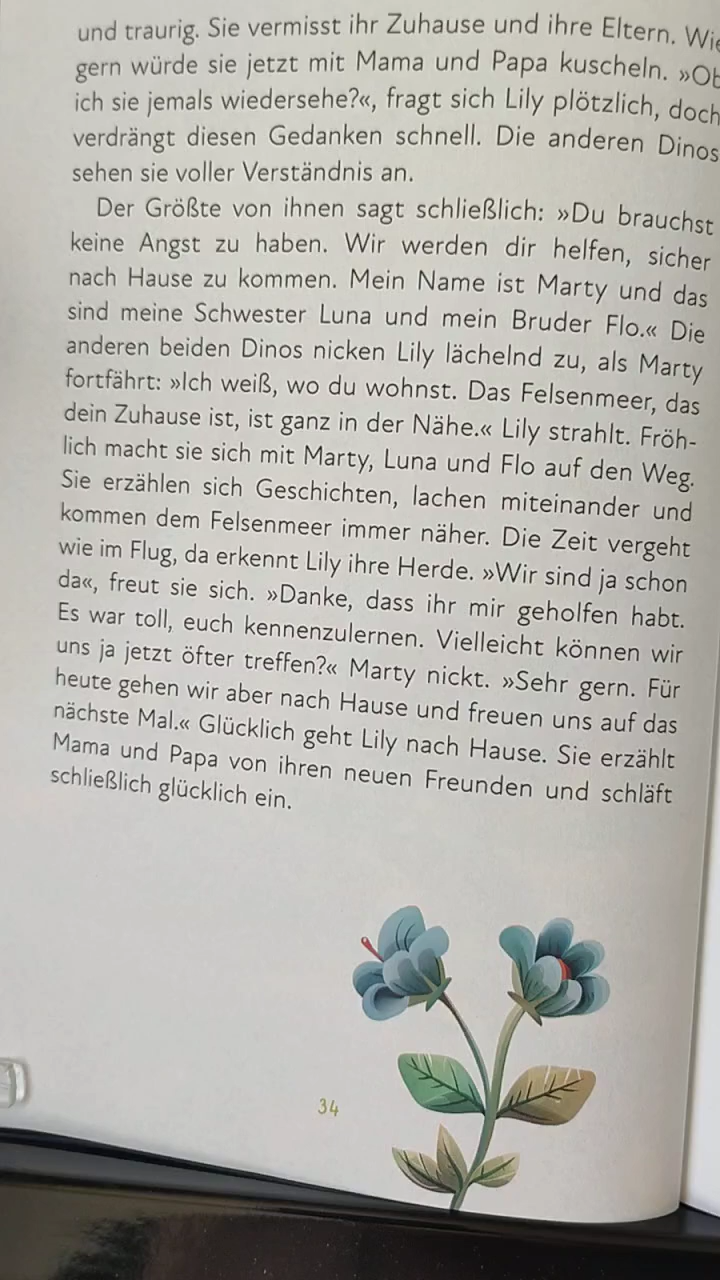 und traurig. Sie vermisst ihr Zuhause und ihre Eltern. Wie
gern würde sie jetzt mit Mama und Papa kuscheln. »Ob
ich sie jemals wiedersehe?«, fragt sich Lily plötzlich, doch
verdrängt diesen Gedanken schnell. Die anderen Dinos
sehen sie voller Verständnis an.
Der Größte von ihnen sagt schließlich: »Du brauchst
keine Angst zu haben. Wir werden dir helfen, sicher
nach Hause zu kommen. Mein Name ist Marty und das
sind meine Schwester Luna und mein Bruder Flo.« Die
anderen beiden Dinos nicken Lily lächelnd zu, als Marty
fortfährt: »Ich weiß, wo du wohnst. Das Felsenmeer, das
dein Zuhause ist, ist ganz in der Nähe.« Lily strahlt. Fröh-
lich macht sie sich mit Marty, Luna und Flo auf den Weg.
Sie erzählen sich Geschichten, lachen miteinander und
kommen dem Felsenmeer immer näher. Die Zeit vergeht
wie im Flug, da erkennt Lily ihre Herde. »Wir sind ja schon
da«, freut sie sich. »Danke, dass ihr mir geholfen habt.
Es war toll, euch kennenzulernen. Vielleicht können wir
uns ja jetzt öfter treffen?« Marty nickt. »Sehr gern. Für
heute gehen wir aber nach Hause und freuen uns auf das
nächste Mal.« Glücklich geht Lily nach Hause. Sie erzählt
Mama und Papa von ihren neuen Freunden und schläft
schließlich glücklich ein.
34